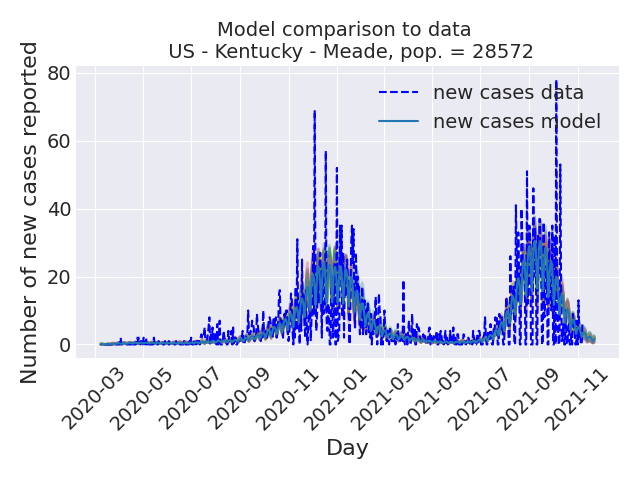 Model comparison to data
US - Kentucky - Meade, pop. = 28572
new cases data
new cases model
Number of new cases reported
80
60
40
20
0
2020-03
2020-05
2020-07
2020-09
2020-11
2021-01
2021-03
2021-05
2021-07
2021-09
2021-11
Day